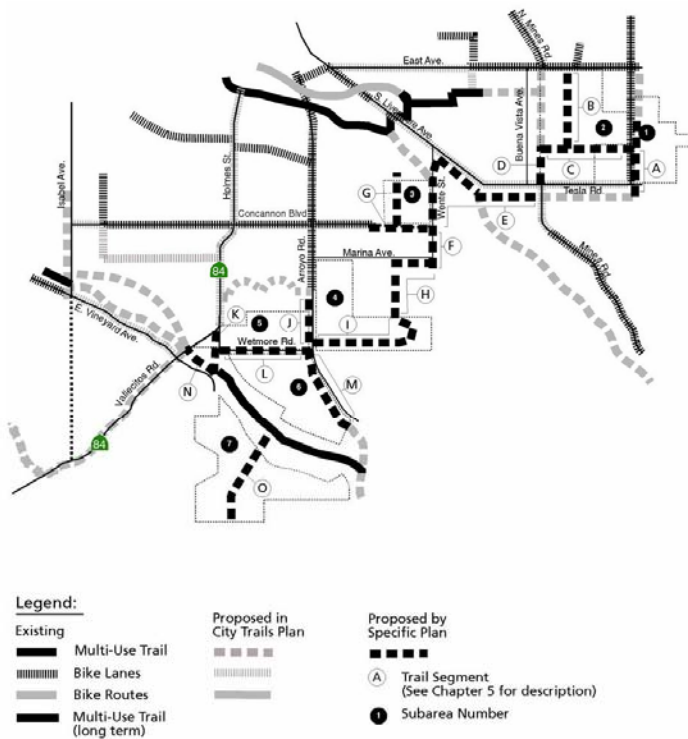 N. Mines Rd.
East Ave.
S. Livermore Ave.
Buena Vista Ave.
B
2
1
D
C
A
Tesla Rd
Isabel Ave.
Holmes St.
G
3
Wente St.
E
Concannon Blvd
F
Arroyo Rd.
Marina Ave.
Mines Rd.
84
H
4
K
5
J
I
E. Vineyard Ave.
Wetmore Rd.
L
M
N
6
Vallecitos Rd.
84
7
O
Legend:
Existing
Proposed in
City Trails Plan
Proposed by
Specific Plan
Multi-Use Trail
Bike Lanes
A Trail Segment
(See Chapter 5 for description)
Bike Routes
Multi-Use Trail
(long term)
1 Subarea Number